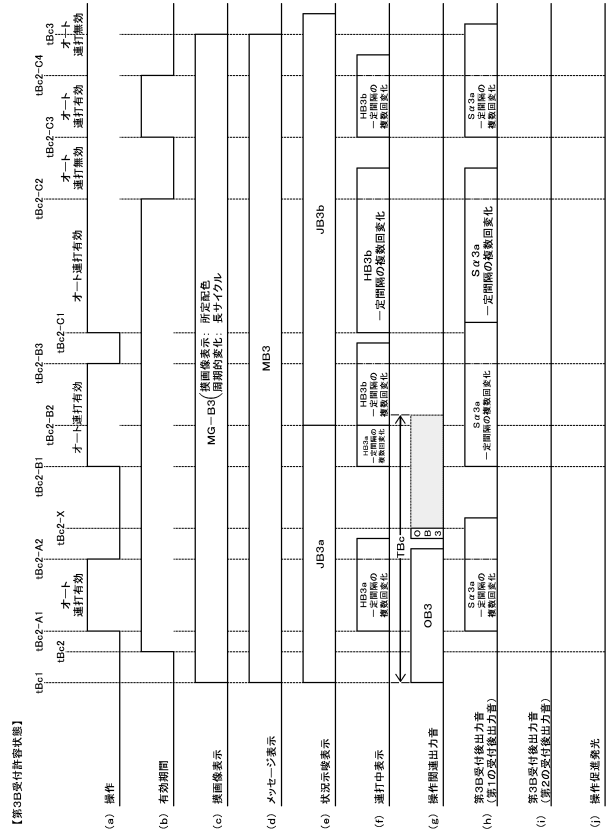 【第3B受付許容状態】
tBc1
tBc2
tBc2-A1
tBc2-A2
tBc2-X
tBc2-B1
tBc2-B2
tBc2-B3
tBc2-C1
tBc2-C2
tBc2-C3
tBc2-C4
tBc3
オート
連打有効
オート連打有効
オート連打有効
オート
連打無効
オート
連打有効
オート
連打無効
(a) 操作
(b) 有効期間
(c) 摸画像表示
MG-B3(摸画像表示: 所定配色
周期的変化: 長サイクル
(d) メッセージ表示
MB3
(e) 状況示唆表示
JB3a
JB3b
(f) 連打中表示
HB3a
一定間隔の
複数回変化
HB3a
一定間隔の
複数回変化
HB3b
一定間隔の
複数回変化
HB3b
一定間隔の複数回変化
HB3b
一定間隔の
複数回変化
TBc
(g) 操作関連出力音
OB3
OB3
(h) 第3B受付後出力音
(第1の受付後出力音)
Sα3a
一定間隔の
複数回変化
Sα3a
一定間隔の複数回変化
Sα3a
一定間隔の複数回変化
Sα3a
一定間隔の
複数回変化
(i) 第3B受付後出力音
(第2の受付後出力音)
(j) 操作促進発光